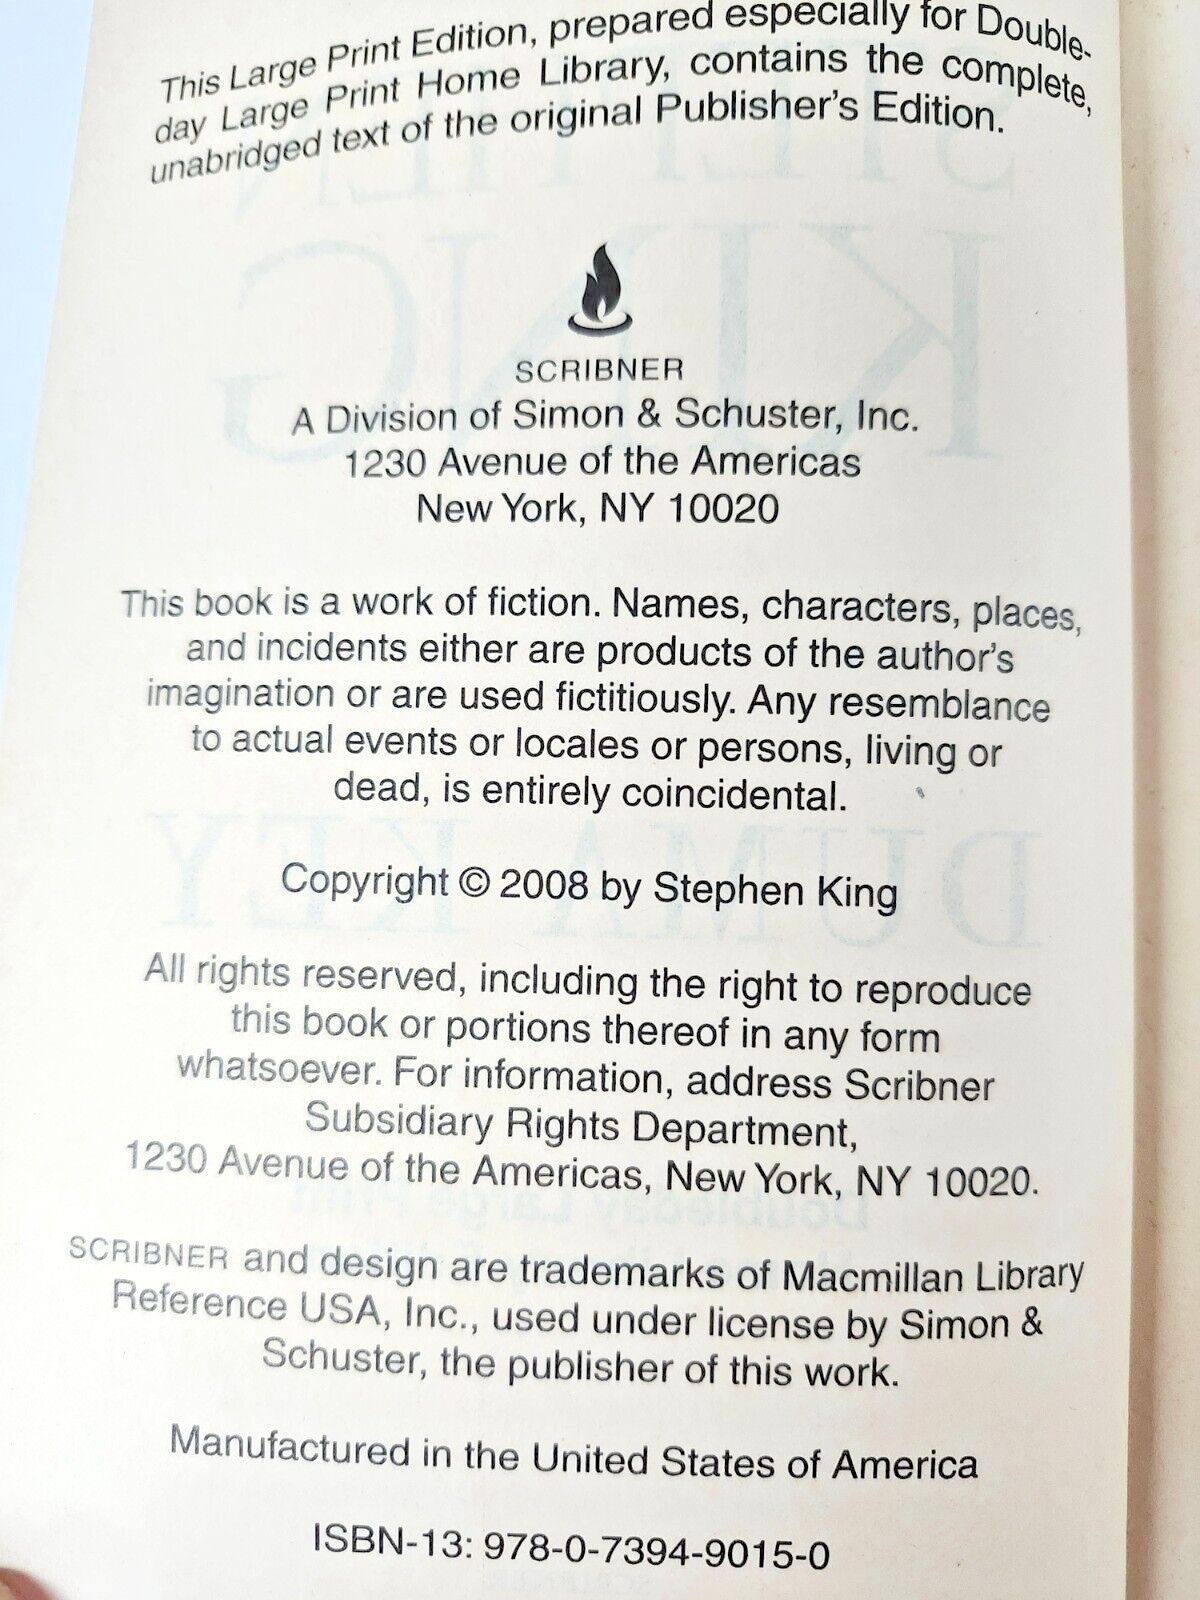 This Large Print Edition, prepared especially for Double-
day Large Print Home Library, contains the complete,
unabridged text of the original Publisher's Edition.
SCRIBNER
A Division of Simon & Schuster, Inc.
1230 Avenue of the Americas
New York, NY 10020
This book is a work of fiction. Names, characters, places,
and incidents either are products of the author's
imagination or are used fictitiously. Any resemblance
to actual events or locales or persons, living or
dead, is entirely coincidental.
Copyright © 2008 by Stephen King
All rights reserved, including the right to reproduce
this book or portions thereof in any form
whatsoever. For information, address Scribner
Subsidiary Rights Department,
1230 Avenue of the Americas, New York, NY 10020.
SCRIBNER and design are trademarks of Macmillan Library
Reference USA, Inc., used under license by Simon &
Schuster, the publisher of this work.
Manufactured in the United States of America
ISBN-13: 978-0-7394-9015-0